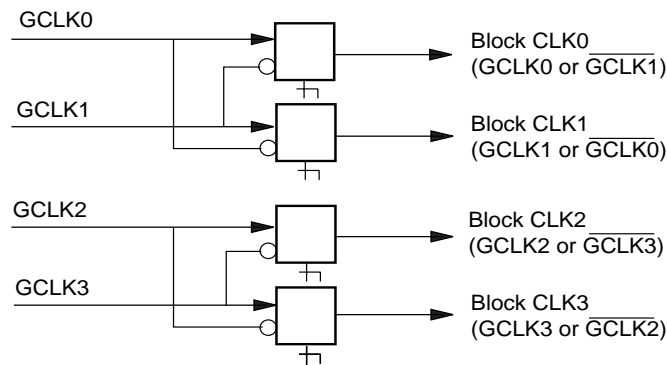 GCLK0
Block CLK0
(GCLK0 or GCLK1)
GCLK1
Block CLK1
(GCLK1 or GCLK0)
GCLK2
Block CLK2
(GCLK2 or GCLK3)
GCLK3
Block CLK3
(GCLK3 or GCLK2)